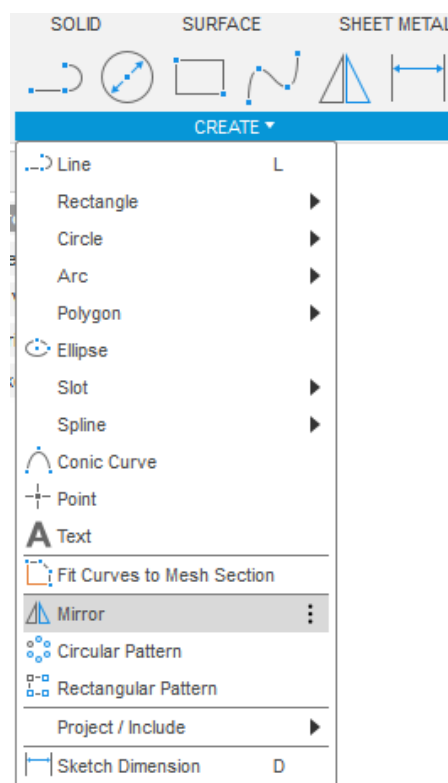 SOLID SURFACE SHEET METAL
CREATE
Line L
Rectangle
Circle
Arc
Polygon
Ellipse
Slot
Spline
Conic Curve
Point
A Text
Fit Curves to Mesh Section
Mirror
Circular Pattern
Rectangular Pattern
Project / Include
Sketch Dimension D